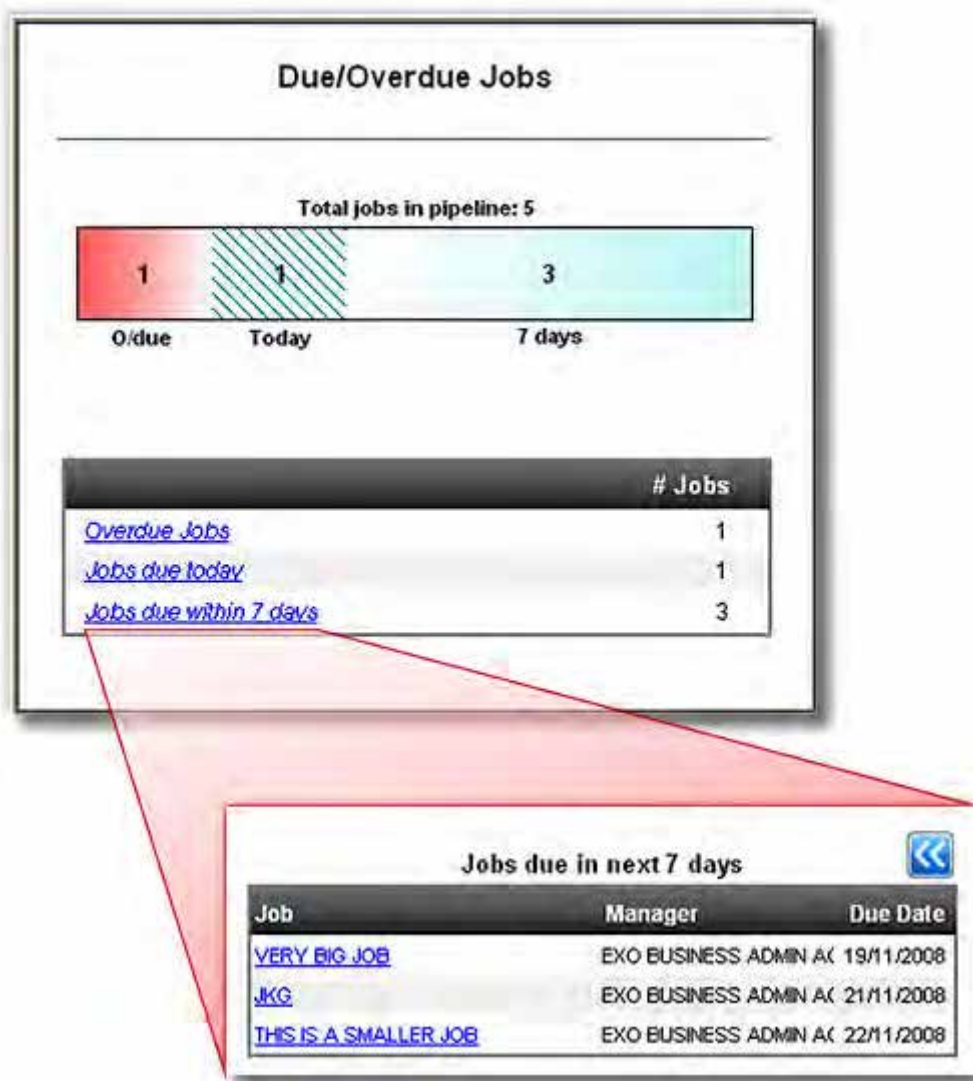 Due/Overdue Jobs
Total jobs in pipeline: 5
1 1 3
O/due Today 7 days
# Jobs
Overdue Jobs 1
Jobs due today 1
Jobs due within 7 days 3
Jobs due in next 7 days
Job Manager Due Date
VERY BIG JOB EXO BUSINESS ADMIN A( 19/11/2008
JKG EXO BUSINESS ADMIN A( 21/11/2008
THIS IS A SMALLER JOB EXO BUSINESS ADMIN A( 22/11/2008